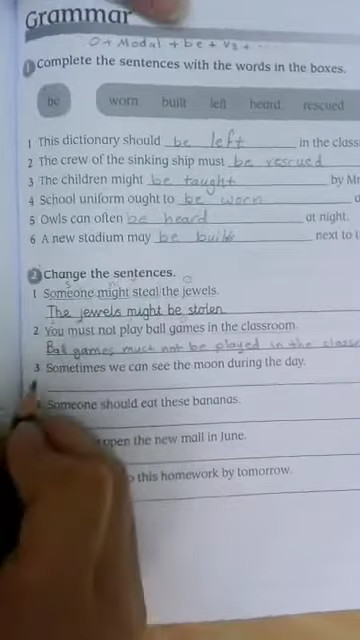 Grammar
O + Modal + be + V3 + ...
1 Complete the sentences with the words in the boxes.
be worn built left heard rescued
1 This dictionary should be left in the class
2 The crew of the sinking ship must be rescued
3 The children might be taught by Mr
4 School uniform ought to be worn
5 Owls can often be heard at night.
6 A new stadium may be built next to t
2 Change the sentences.
S m O
1 Someone might steal the jewels.
The jewels might be stolen
2 You must not play ball games in the classroom.
Ball games must not be played in the classr
3 Sometimes we can see the moon during the day.
Someone should eat these bananas.
open the new mall in June.
o this homework by tomorrow.